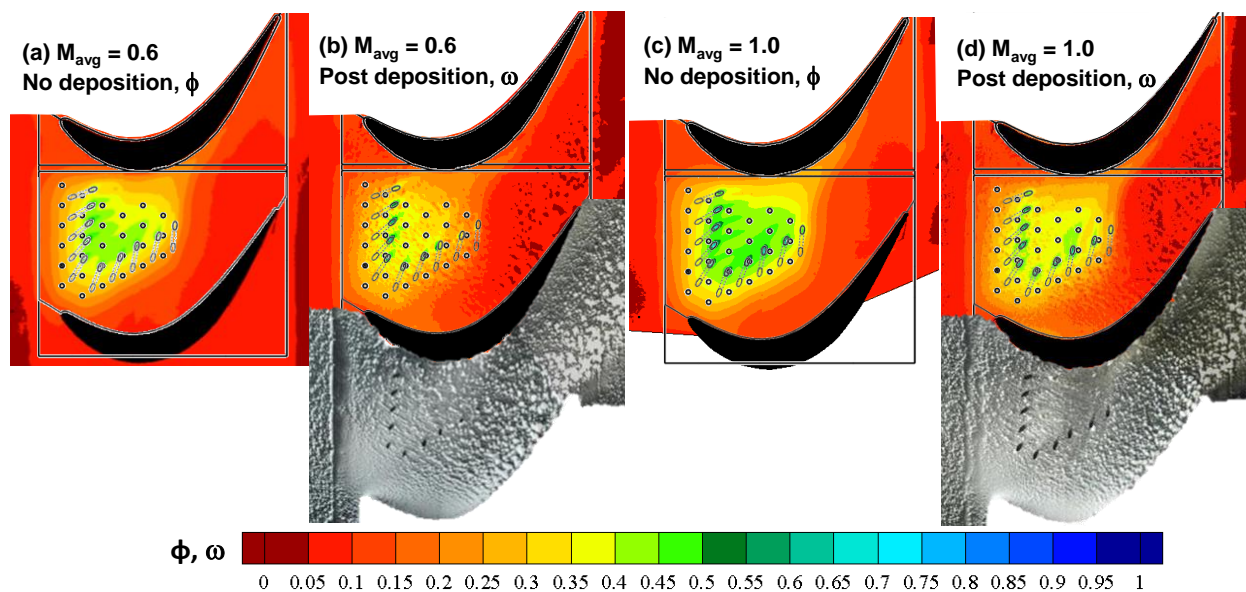 (a) Mavg = 0.6
No deposition, ϕ
(b) Mavg = 0.6
Post deposition, ω
(c) Mavg = 1.0
No deposition, ϕ
(d) Mavg = 1.0
Post deposition, ω
ϕ, ω
0 0.05 0.1 0.15 0.2 0.25 0.3 0.35 0.4 0.45 0.5 0.55 0.6 0.65 0.7 0.75 0.8 0.85 0.9 0.95 1